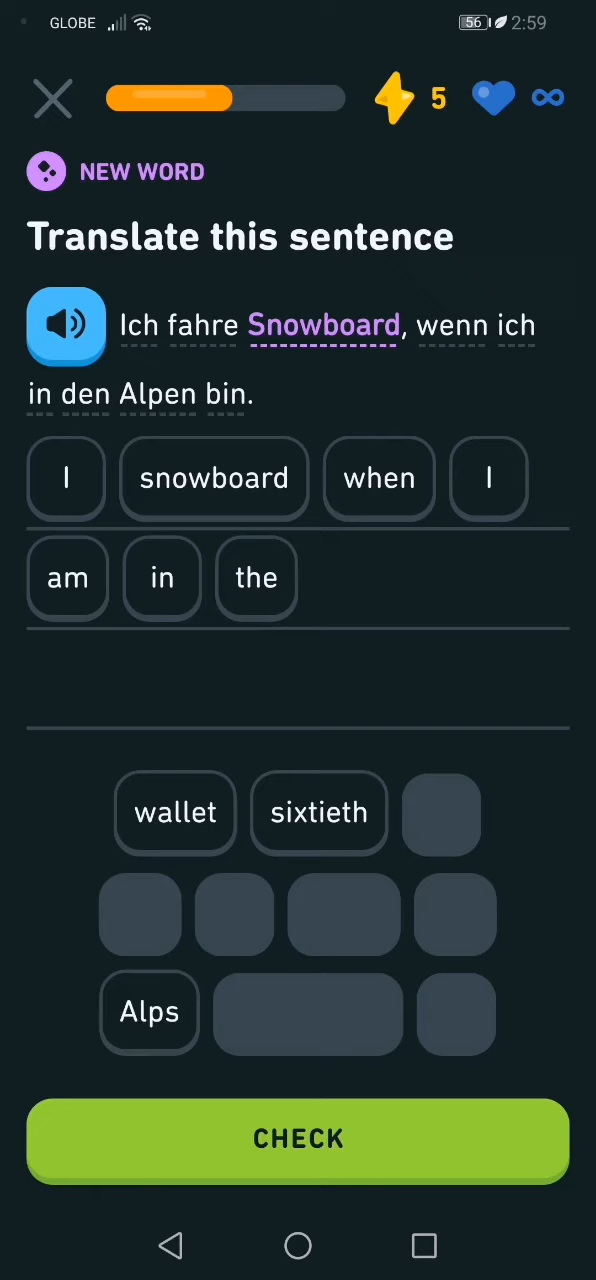 GLOBE 56 2:59
5 ∞
NEW WORD
Translate this sentence
Ich fahre Snowboard, wenn ich
in den Alpen bin.
I snowboard when I
am in the
wallet sixtieth
Alps
CHECK